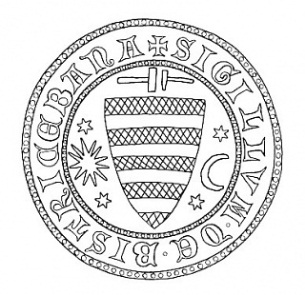 ✠ SIGILLVM · DE · BISTRICEBANA